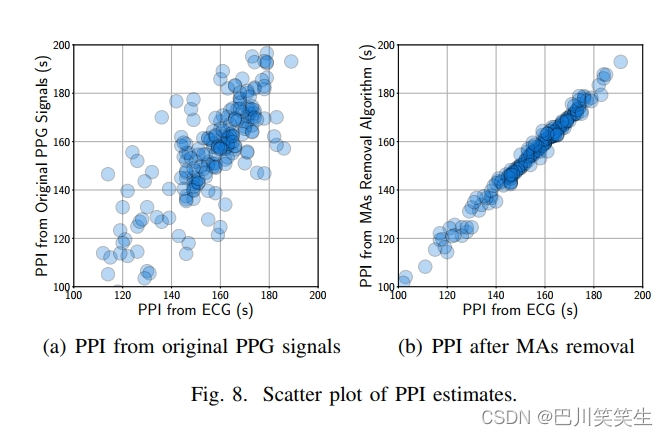 200
180
160
140
120
100
PPI from Original PPG Signals (s)
100 120 140 160 180 200
PPI from ECG (s)
200
180
160
140
120
100
PPI from MAs Removal Algorithm (s)
100 120 140 160 180 200
PPI from ECG (s)
(a) PPI from original PPG signals
(b) PPI after MAs removal
Fig. 8. Scatter plot of PPI estimates.
CSDN @巴川笑笑生